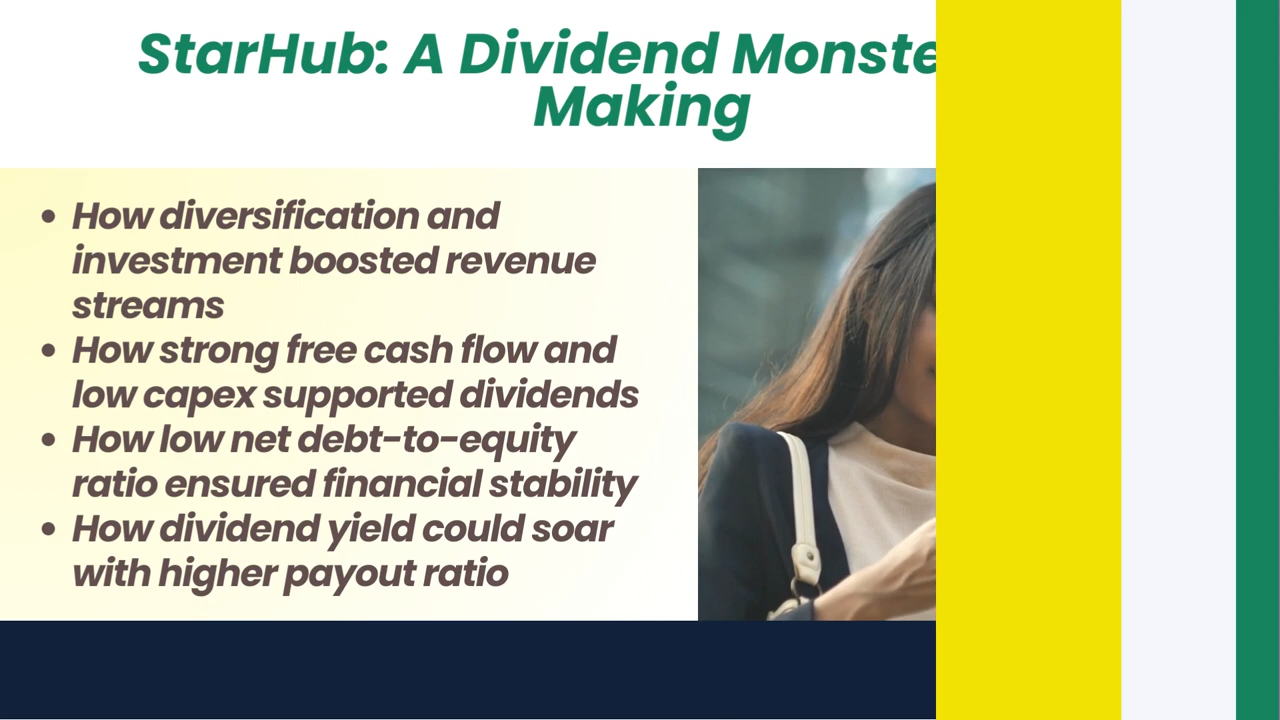 StarHub: A Dividend Monste
Making
• How diversification and
investment boosted revenue
streams
• How strong free cash flow and
low capex supported dividends
• How low net debt-to-equity
ratio ensured financial stability
• How dividend yield could soar
with higher payout ratio